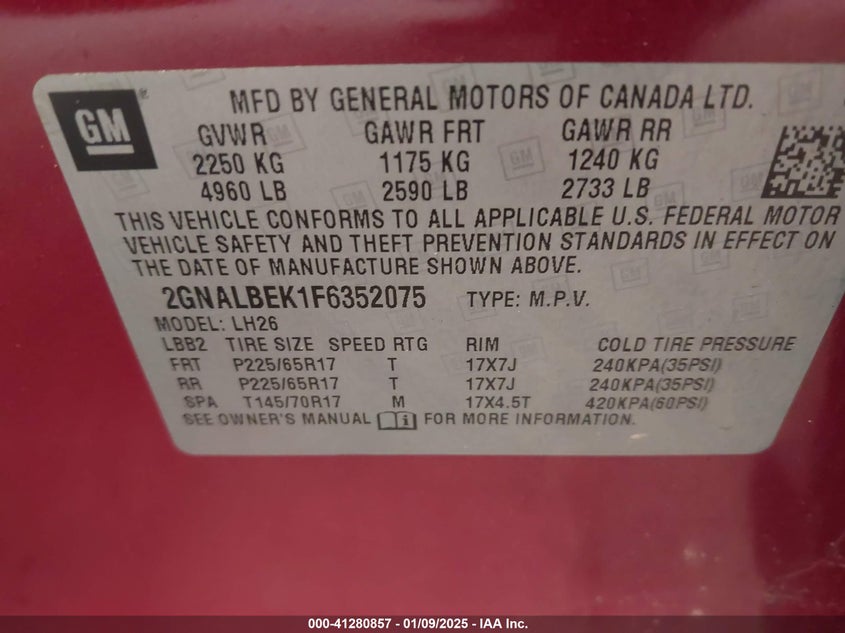 GM ® MFD BY GENERAL MOTORS OF CANADA LTD.
GVWR GAWR FRT GAWR RR
2250 KG 1175 KG 1240 KG
4960 LB 2590 LB 2733 LB
THIS VEHICLE CONFORMS TO ALL APPLICABLE U.S. FEDERAL MOTOR
VEHICLE SAFETY AND THEFT PREVENTION STANDARDS IN EFFECT ON
THE DATE OF MANUFACTURE SHOWN ABOVE.
2GNALBEK1F6352075 TYPE: M.P.V.
MODEL: LH26
LBB2 TIRE SIZE SPEED RTG RIM COLD TIRE PRESSURE
FRT P225/65R17 T 17X7J 240KPA(35PSI)
RR P225/65R17 T 17X7J 240KPA(35PSI)
SPA T145/70R17 M 17X4.5T 420KPA(60PSI)
SEE OWNER'S MANUAL i FOR MORE INFORMATION.
000-41280857 - 01/09/2025 - IAA Inc.